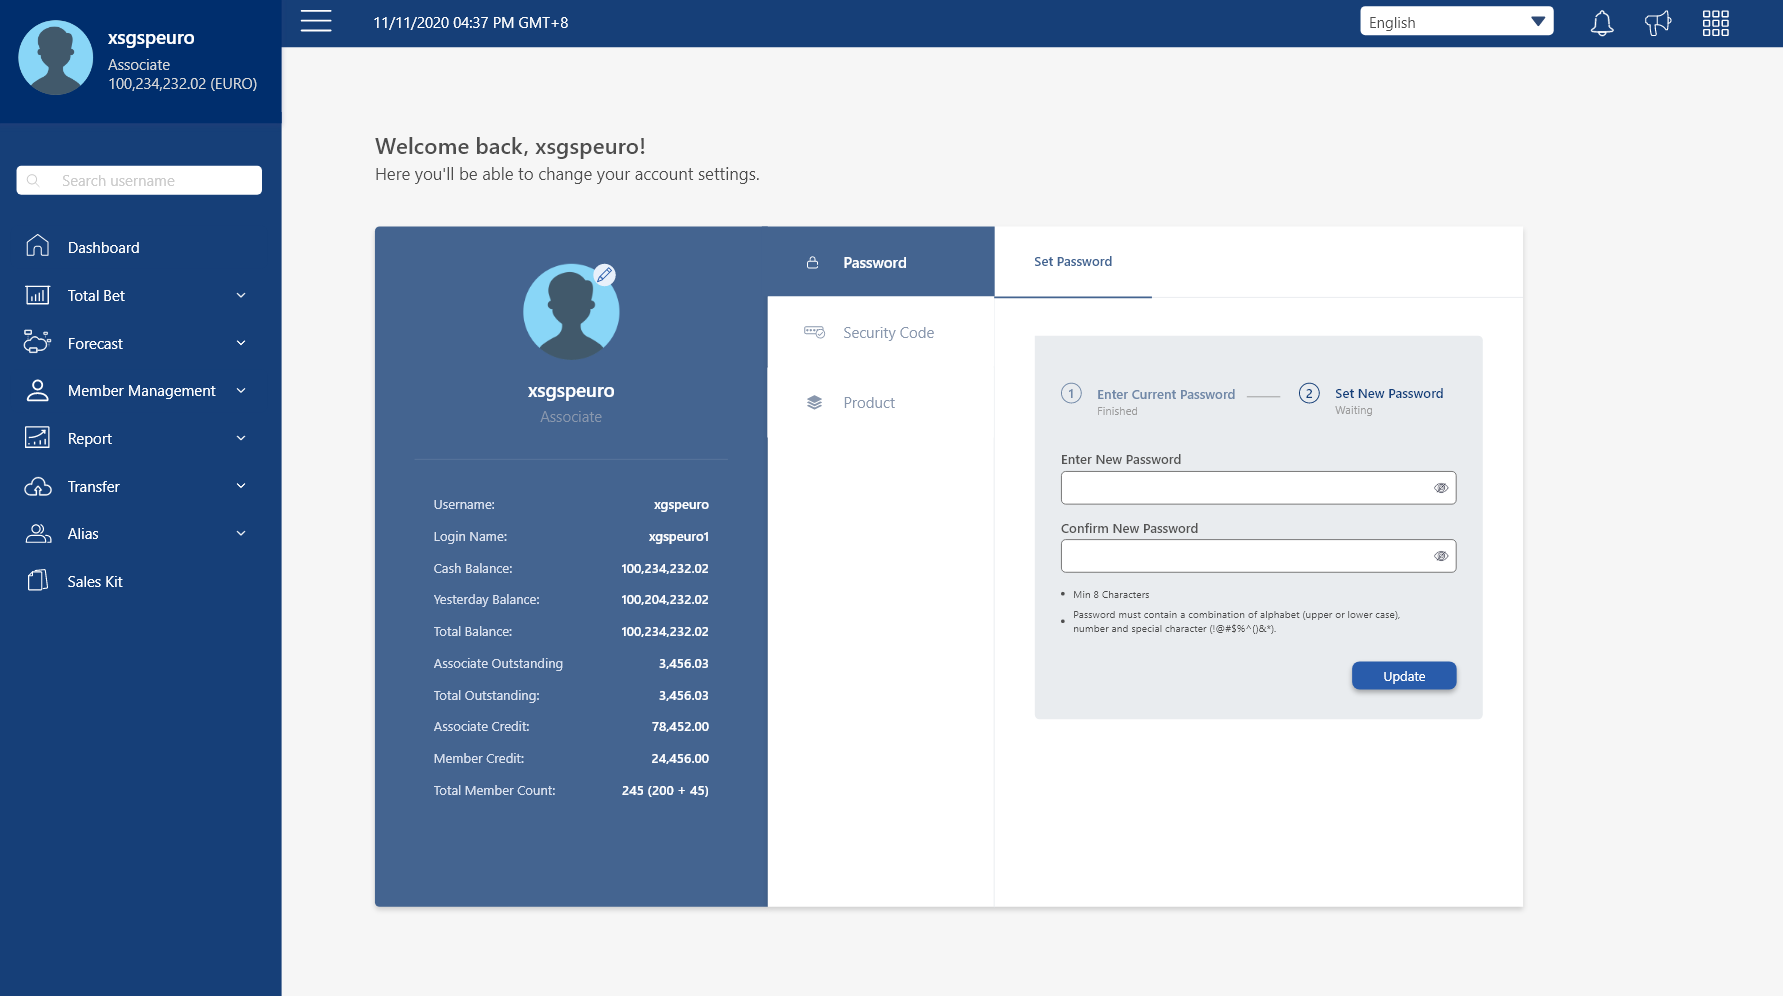 xsgspeuro
Associate
100,234,232.02 (EURO)
11/11/2020 04:37 PM GMT+8
English
Search username
Dashboard
Total Bet
Forecast
Member Management
Report
Transfer
Alias
Sales Kit
Welcome back, xsgspeuro!
Here you'll be able to change your account settings.
xsgspeuro
Associate
Username: xgspeuro
Login Name: xgspeuro1
Cash Balance: 100,234,232.02
Yesterday Balance: 100,204,232.02
Total Balance: 100,234,232.02
Associate Outstanding 3,456.03
Total Outstanding: 3,456.03
Associate Credit: 78,452.00
Member Credit: 24,456.00
Total Member Count: 245 (200 + 45)
Password
Security Code
Product
Set Password
1 Enter Current Password
Finished
2 Set New Password
Waiting
Enter New Password
Confirm New Password
• Min 8 Characters
• Password must contain a combination of alphabet (upper or lower case),
number and special character (!@#$%^()&*).
Update